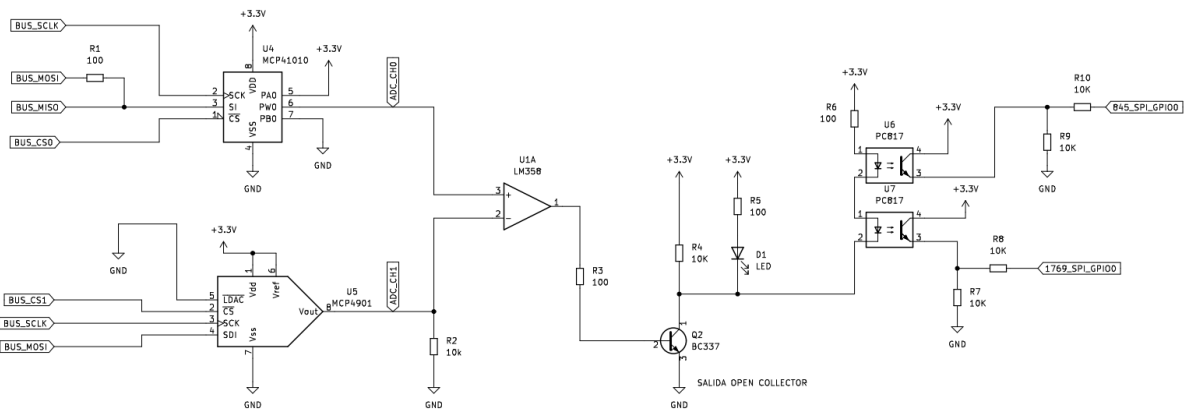 BUS_SCLK
BUS_MOSI
R1
100
BUS_MISO
BUS_CS0
+3.3V
U4
MCP41010
+3.3V
8
VDD
2
SCK
PA0
5
3
SI
PW0
6
1
CS
PB0
7
VSS
4
GND
GND
ADC_CH0
U1A
LM358
3
+
2
−
1
GND
+3.3V
1
6
Vdd
Vref
BUS_CS1
BUS_SCLK
BUS_MOSI
5
LDAC
2
CS
3
SCK
4
SDI
Vss
7
GND
U5
MCP4901
Vout
8
ADC_CH1
R2
10k
GND
R3
100
+3.3V
R4
10K
+3.3V
R5
100
D1
LED
1
2
3
Q2
BC337
GND
SALIDA OPEN COLLECTOR
+3.3V
R6
100
U6
PC817
1
2
4
3
+3.3V
U7
PC817
1
2
4
3
+3.3V
R10
10K
845_SPI_GPIO0
R9
10K
GND
R8
10K
1769_SPI_GPIO0
R7
10K
GND